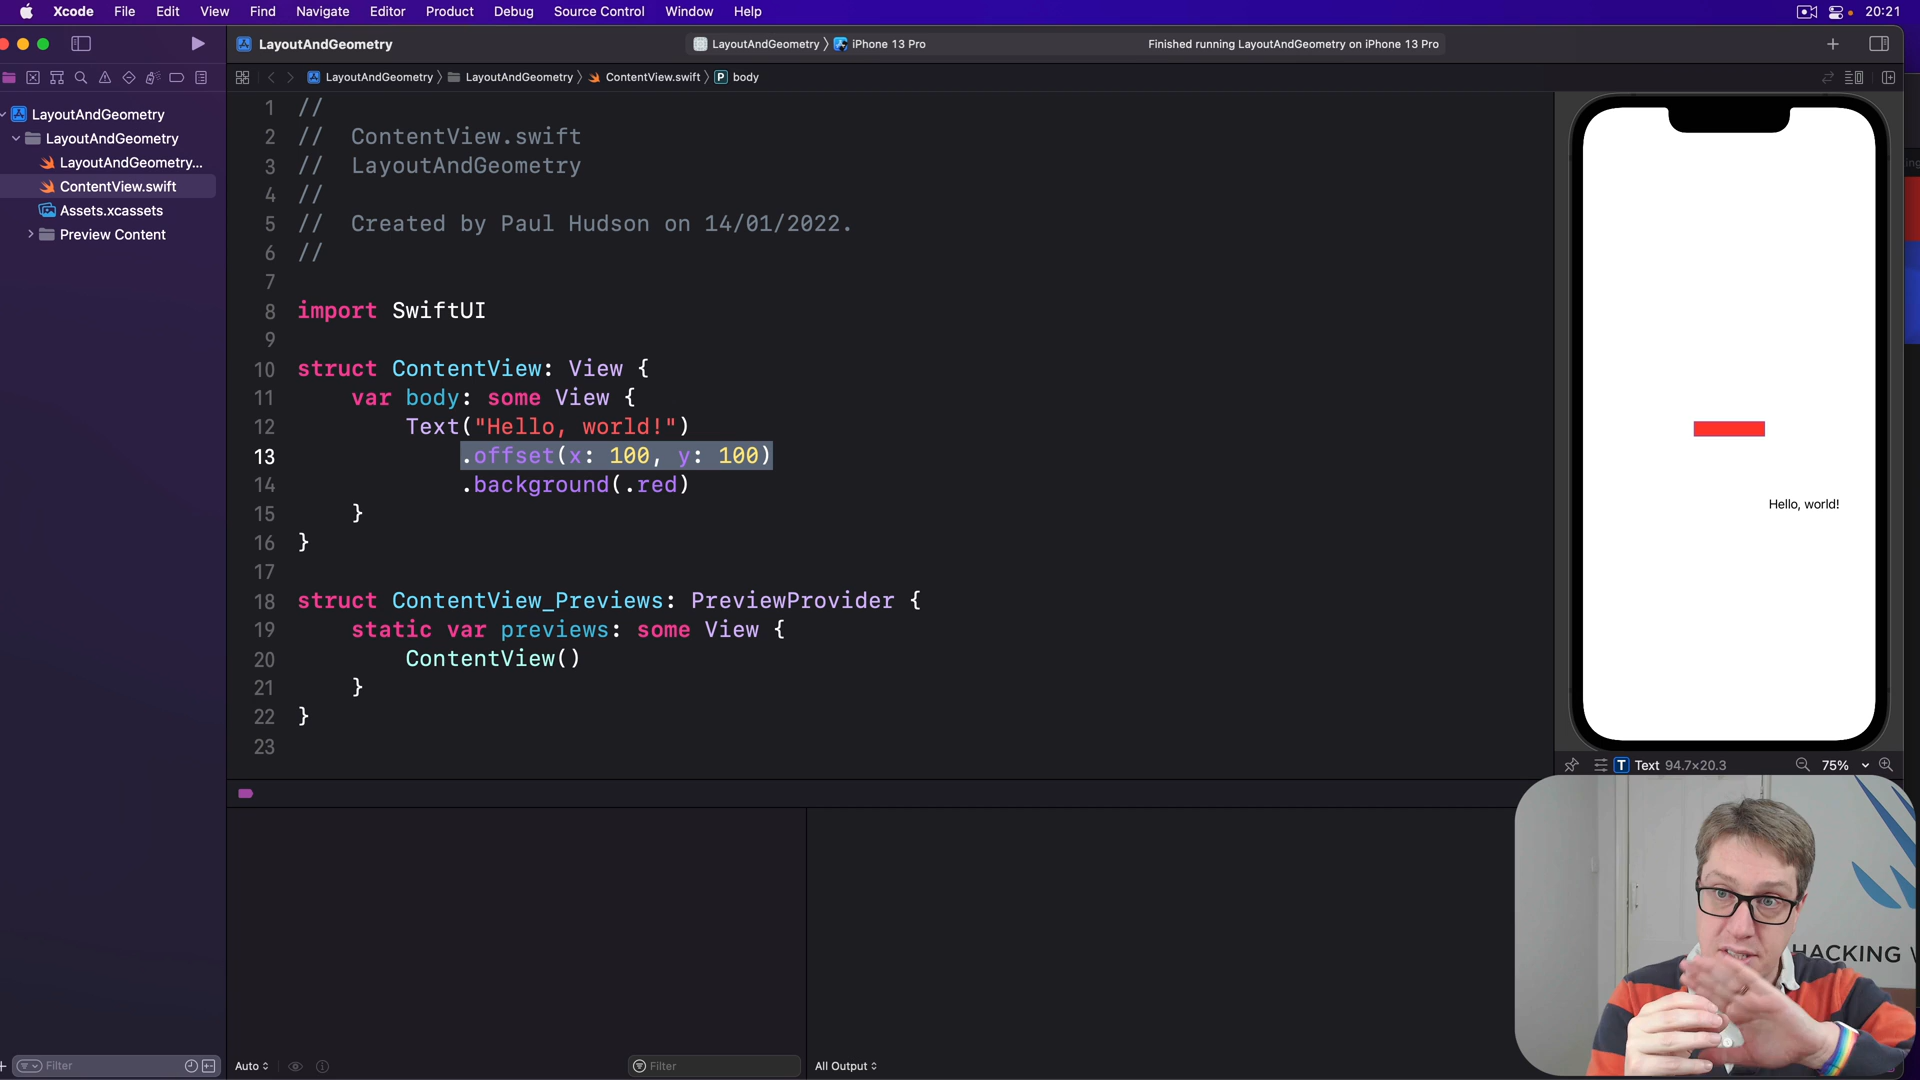 Xcode File Edit View Find Navigate Editor Product Debug Source Control Window Help 20:21
LayoutAndGeometry LayoutAndGeometry 〉 iPhone 13 Pro Finished running LayoutAndGeometry on iPhone 13 Pro
LayoutAndGeometry 〉 LayoutAndGeometry 〉 ContentView.swift 〉 P body
LayoutAndGeometry
LayoutAndGeometry
LayoutAndGeometry...
ContentView.swift
Assets.xcassets
Preview Content
1 //
2 //  ContentView.swift
3 //  LayoutAndGeometry
4 //
5 //  Created by Paul Hudson on 14/01/2022.
6 //
7
8 import SwiftUI
9
10 struct ContentView: View {
11     var body: some View {
12         Text("Hello, world!")
13             .offset(x: 100, y: 100)
14             .background(.red)
15     }
16 }
17
18 struct ContentView_Previews: PreviewProvider {
19     static var previews: some View {
20         ContentView()
21     }
22 }
23
Hello, world!
T Text 94.7×20.3 75%
HACKING W
Filter Auto Filter All Output